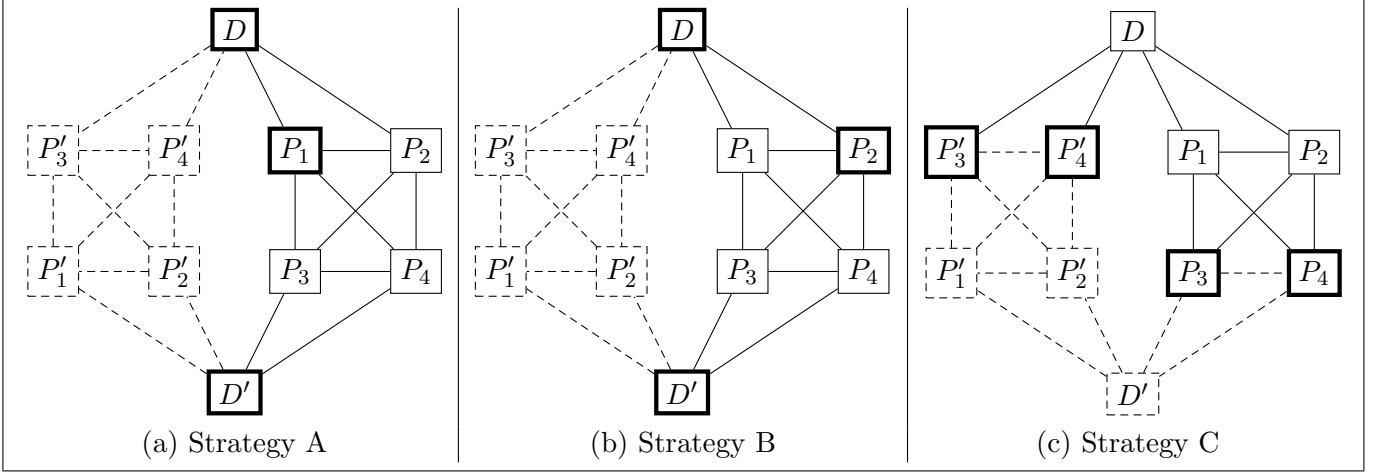 D D D
P′3 P′4 P1 P2 P′3 P′4 P1 P2 P′3 P′4 P1 P2
P′1 P′2 P3 P4 P′1 P′2 P3 P4 P′1 P′2 P3 P4
D′ D′ D′
(a) Strategy A (b) Strategy B (c) Strategy C